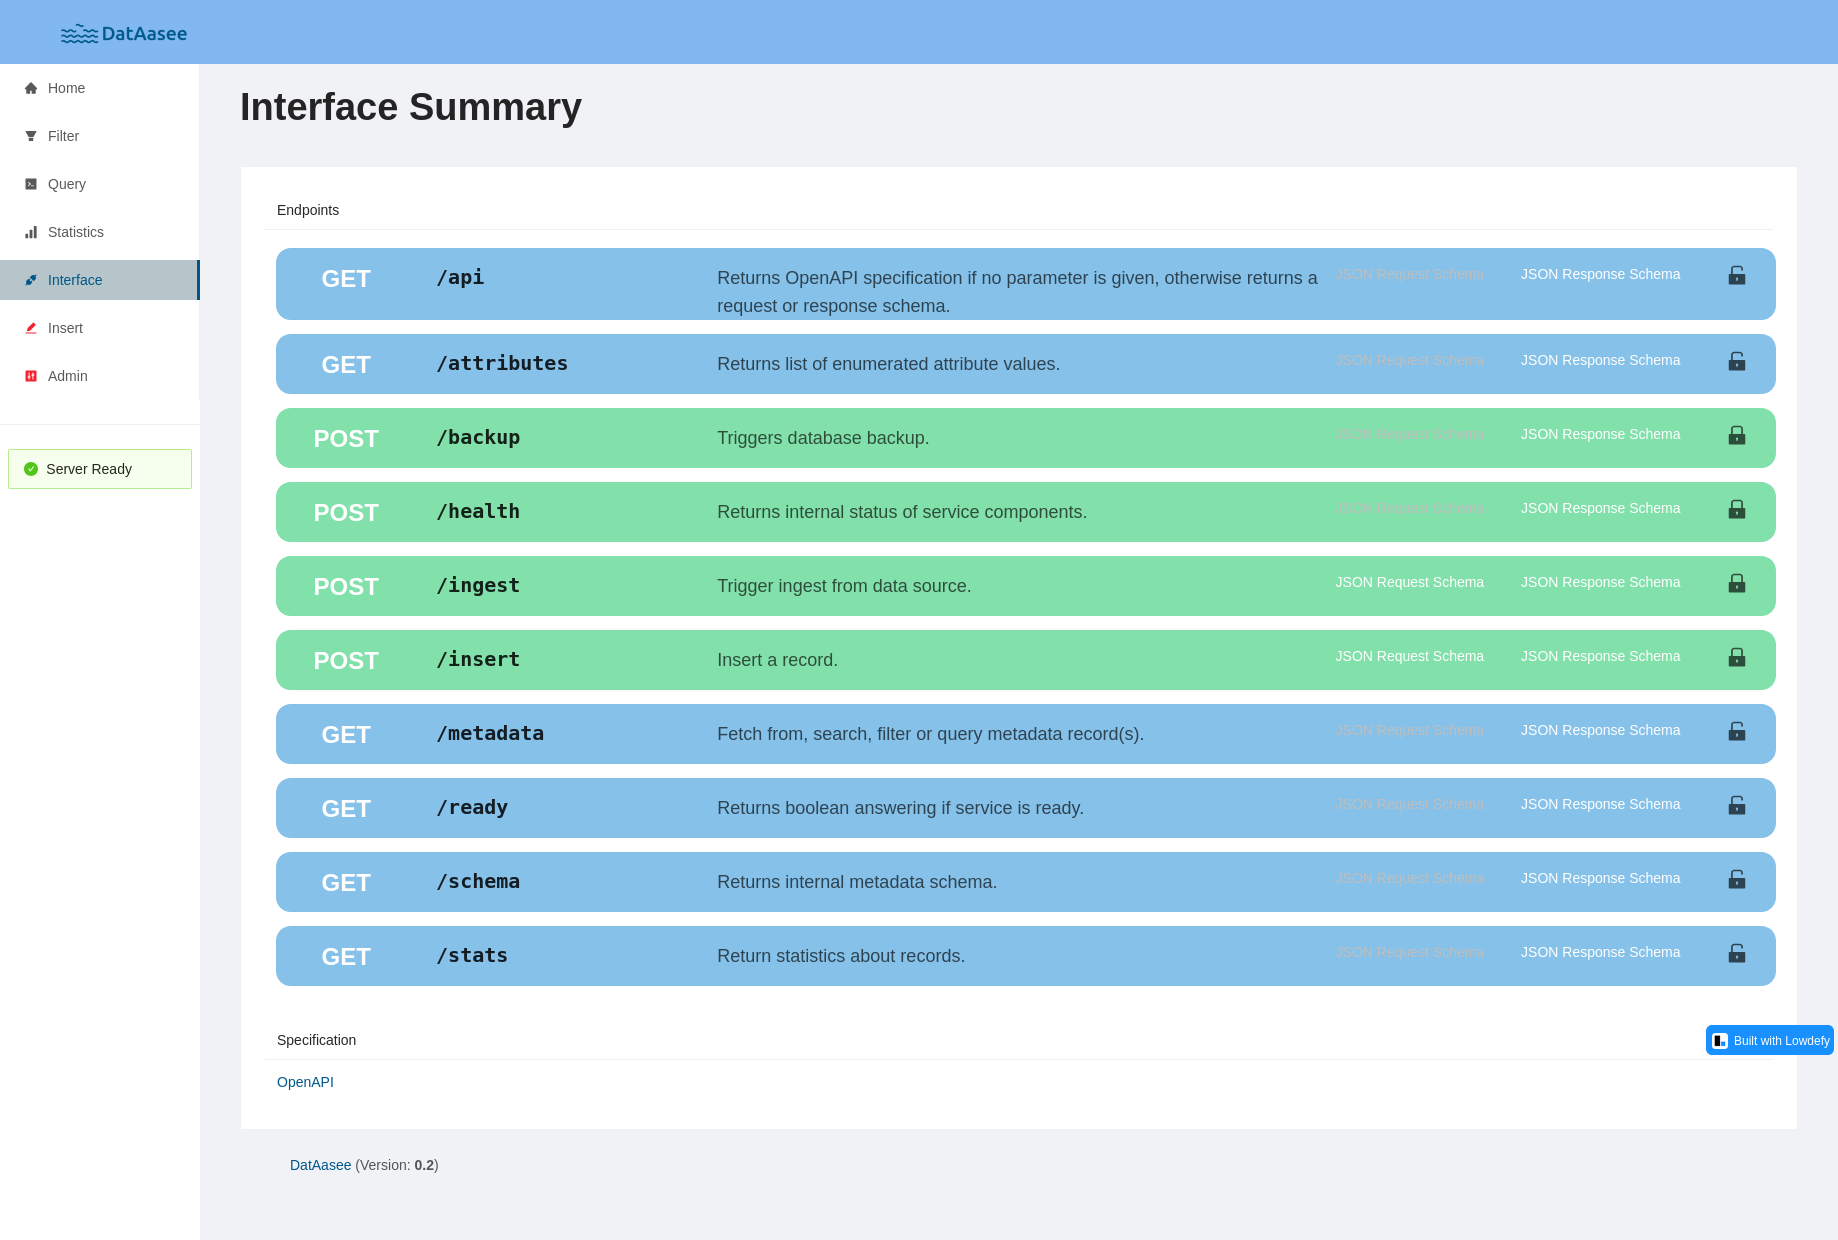 DatAasee
Home
Filter
Query
Statistics
Interface
Insert
Admin
Server Ready
Interface Summary
Endpoints
GET /api Returns OpenAPI specification if no parameter is given, otherwise returns a JSON Request Schema JSON Response Schema
request or response schema.
GET /attributes Returns list of enumerated attribute values. JSON Request Schema JSON Response Schema
POST /backup Triggers database backup. JSON Request Schema JSON Response Schema
POST /health Returns internal status of service components. JSON Request Schema JSON Response Schema
POST /ingest Trigger ingest from data source. JSON Request Schema JSON Response Schema
POST /insert Insert a record. JSON Request Schema JSON Response Schema
GET /metadata Fetch from, search, filter or query metadata record(s). JSON Request Schema JSON Response Schema
GET /ready Returns boolean answering if service is ready. JSON Request Schema JSON Response Schema
GET /schema Returns internal metadata schema. JSON Request Schema JSON Response Schema
GET /stats Return statistics about records. JSON Request Schema JSON Response Schema
Specification
Built with Lowdefy
OpenAPI
DatAasee (Version: 0.2)